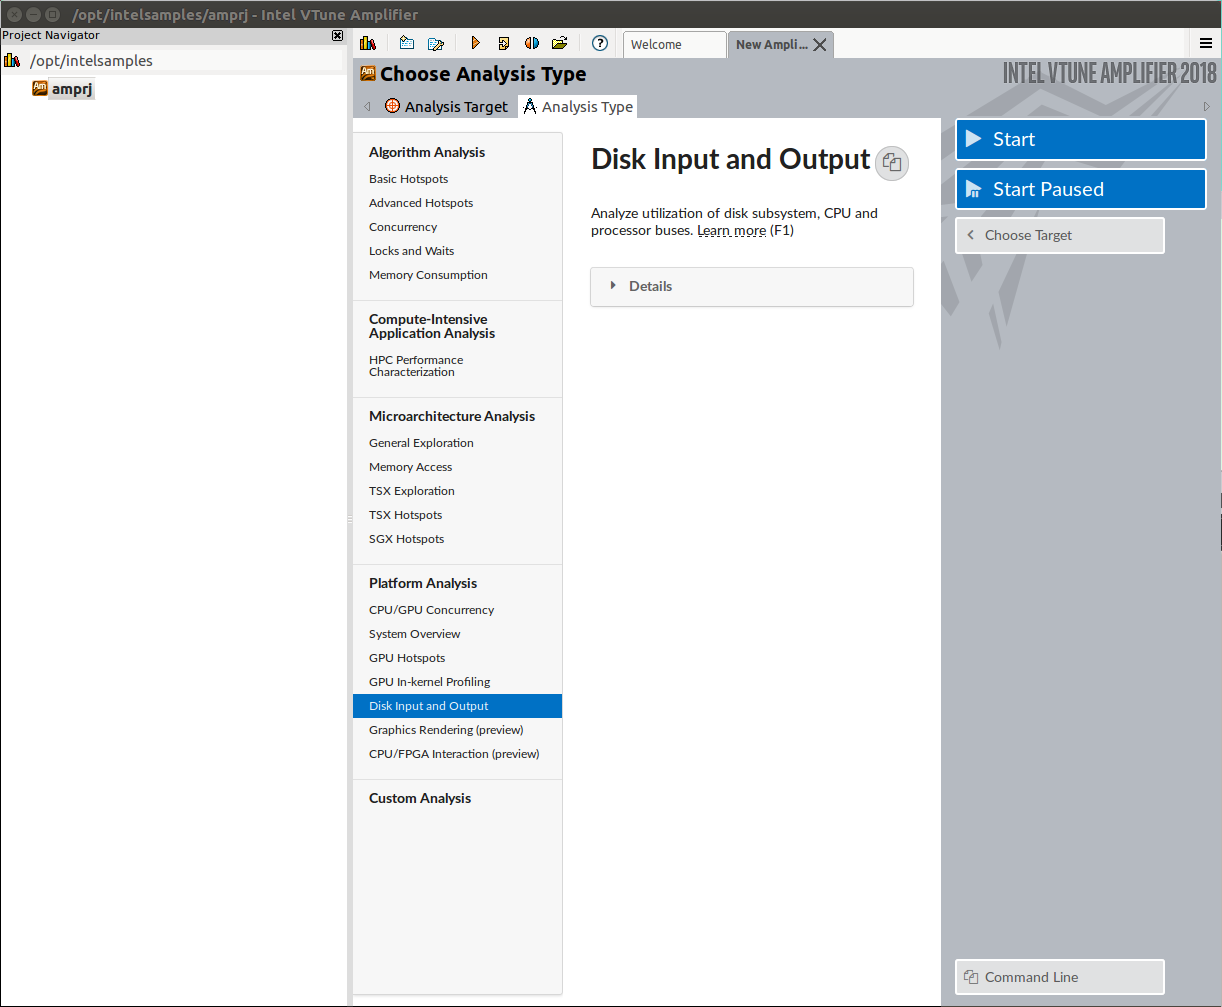 /opt/intelsamples/amprj - Intel VTune Amplifier
Project Navigator
/opt/intelsamples
amprj
Welcome
New Ampli...
Choose Analysis Type
INTEL VTUNE AMPLIFIER 2018
Analysis Target
Analysis Type
Algorithm Analysis
Basic Hotspots
Advanced Hotspots
Concurrency
Locks and Waits
Memory Consumption
Compute-Intensive
Application Analysis
HPC Performance
Characterization
Microarchitecture Analysis
General Exploration
Memory Access
TSX Exploration
TSX Hotspots
SGX Hotspots
Platform Analysis
CPU/GPU Concurrency
System Overview
GPU Hotspots
GPU In-kernel Profiling
Disk Input and Output
Graphics Rendering (preview)
CPU/FPGA Interaction (preview)
Custom Analysis
Disk Input and Output
Analyze utilization of disk subsystem, CPU and
processor buses. Learn more (F1)
Details
Start
Start Paused
Choose Target
Command Line